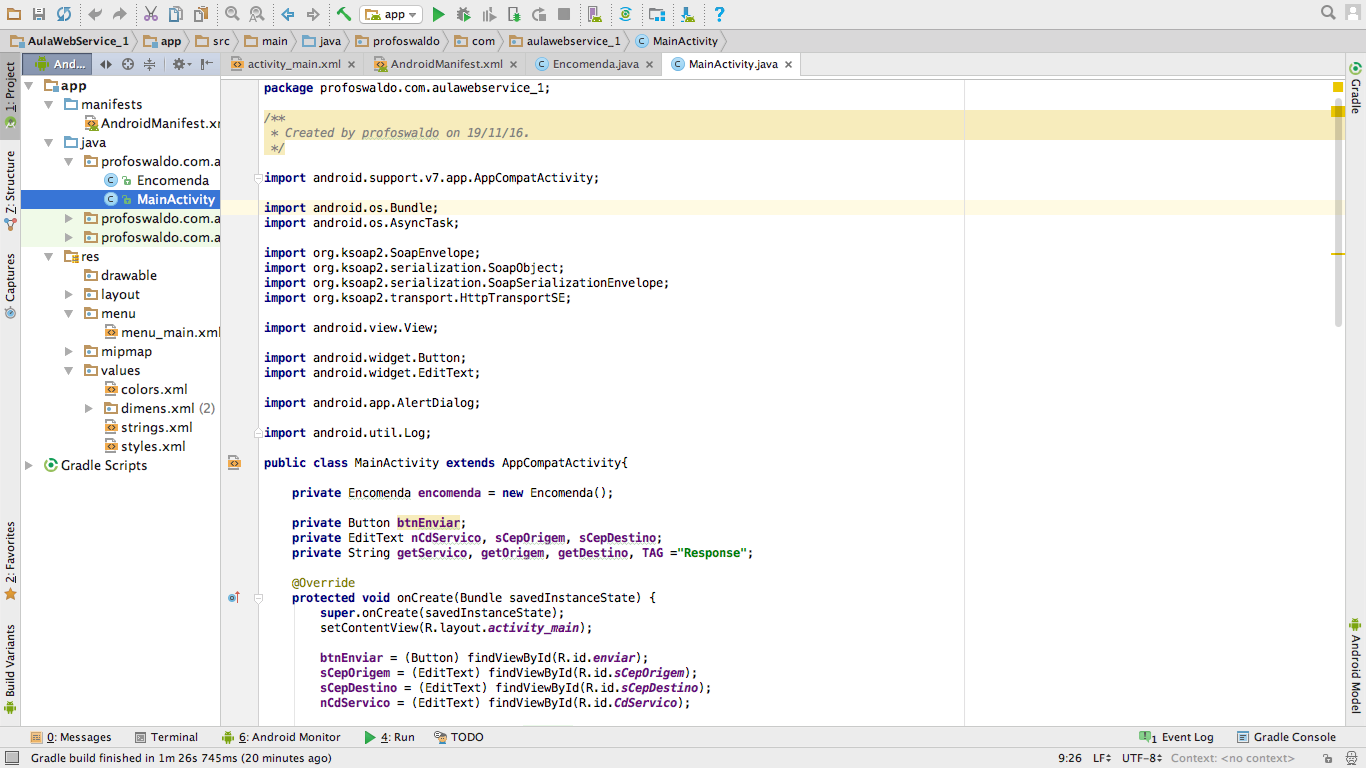 app
AulaWebService_1 app src main java profoswaldo com aulawebservice_1 MainActivity
And... activity_main.xml AndroidManifest.xml Encomenda.java MainActivity.java
1: Project
Z: Structure
Captures
2: Favorites
Build Variants
app
manifests
AndroidManifest.xml
java
profoswaldo.com.a
Encomenda
MainActivity
profoswaldo.com.a
profoswaldo.com.a
res
drawable
layout
menu
menu_main.xml
mipmap
values
colors.xml
dimens.xml (2)
strings.xml
styles.xml
Gradle Scripts
package profoswaldo.com.aulawebservice_1;
/**
* Created by profoswaldo on 19/11/16.
*/
import android.support.v7.app.AppCompatActivity;
import android.os.Bundle;
import android.os.AsyncTask;
import org.ksoap2.SoapEnvelope;
import org.ksoap2.serialization.SoapObject;
import org.ksoap2.serialization.SoapSerializationEnvelope;
import org.ksoap2.transport.HttpTransportSE;
import android.view.View;
import android.widget.Button;
import android.widget.EditText;
import android.app.AlertDialog;
import android.util.Log;
public class MainActivity extends AppCompatActivity{
private Encomenda encomenda = new Encomenda();
private Button btnEnviar;
private EditText nCdServico, sCepOrigem, sCepDestino;
private String getServico, getOrigem, getDestino, TAG ="Response";
@Override
protected void onCreate(Bundle savedInstanceState) {
super.onCreate(savedInstanceState);
setContentView(R.layout.activity_main);
btnEnviar = (Button) findViewById(R.id.enviar);
sCepOrigem = (EditText) findViewById(R.id.sCepOrigem);
sCepDestino = (EditText) findViewById(R.id.sCepDestino);
nCdServico = (EditText) findViewById(R.id.CdServico);
Gradle
Android Model
0: Messages Terminal 6: Android Monitor 4: Run TODO 1 Event Log Gradle Console
Gradle build finished in 1m 26s 745ms (20 minutes ago) 9:26 LF UTF-8 Context: <no context>